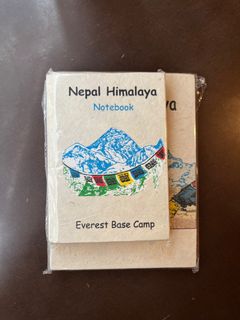 Nepal Himalaya
Notebook
Everest Base Camp